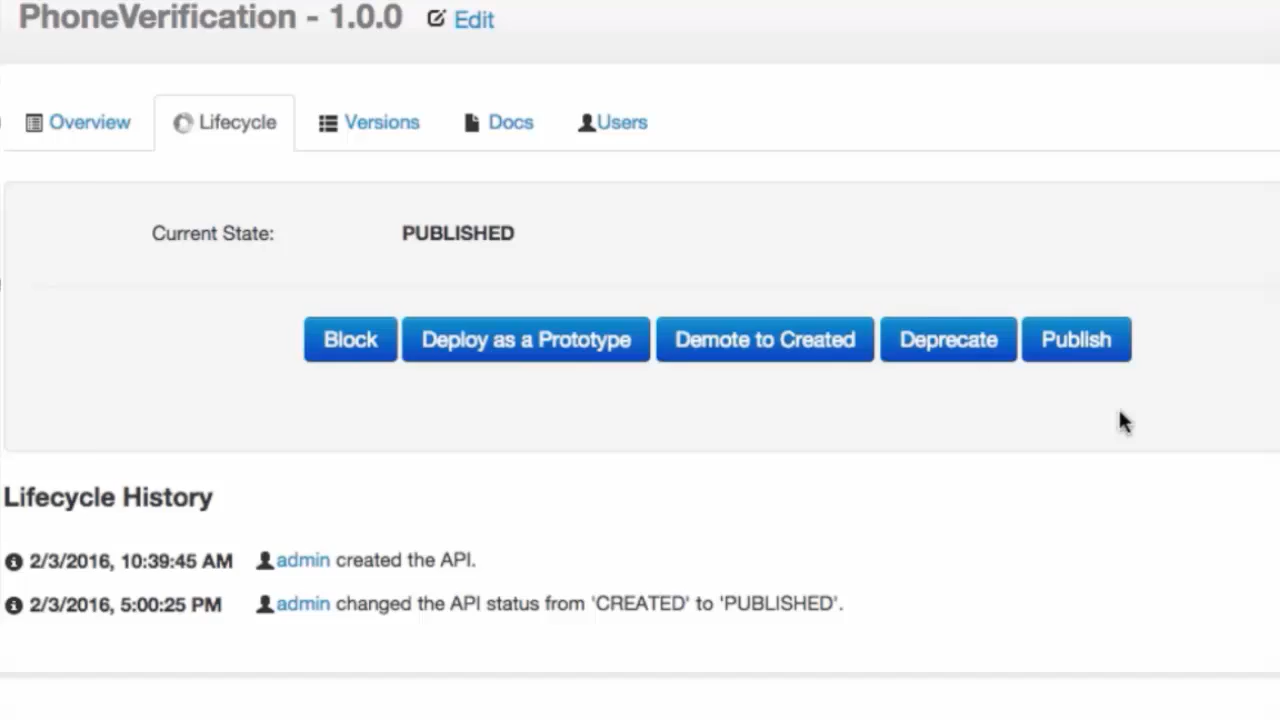 PhoneVerification - 1.0.0 Edit
Overview Lifecycle Versions Docs Users
Current State: PUBLISHED
Block Deploy as a Prototype Demote to Created Deprecate Publish
Lifecycle History
2/3/2016, 10:39:45 AM admin created the API.
2/3/2016, 5:00:25 PM admin changed the API status from 'CREATED' to 'PUBLISHED'.